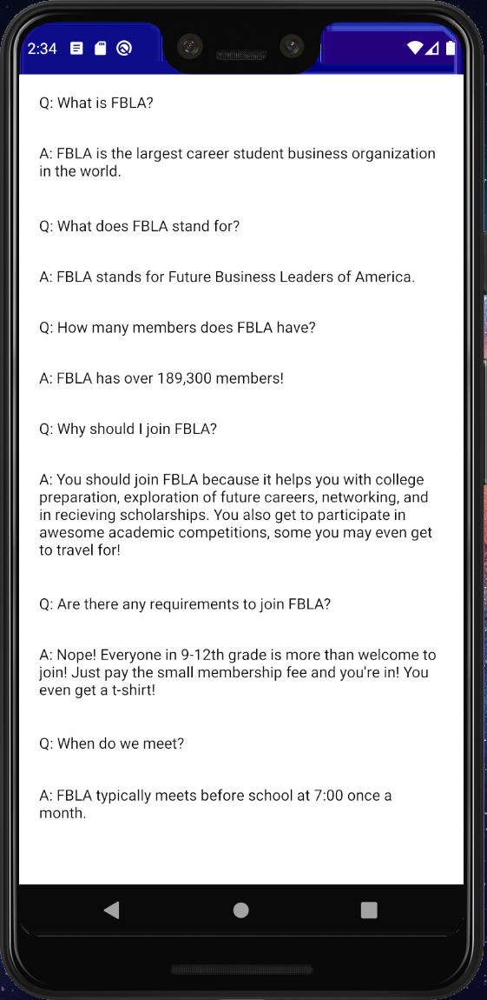 2:34
Q: What is FBLA?
A: FBLA is the largest career student business organization
in the world.
Q: What does FBLA stand for?
A: FBLA stands for Future Business Leaders of America.
Q: How many members does FBLA have?
A: FBLA has over 189,300 members!
Q: Why should I join FBLA?
A: You should join FBLA because it helps you with college
preparation, exploration of future careers, networking, and
in recieving scholarships. You also get to participate in
awesome academic competitions, some you may even get
to travel for!
Q: Are there any requirements to join FBLA?
A: Nope! Everyone in 9-12th grade is more than welcome to
join! Just pay the small membership fee and you're in! You
even get a t-shirt!
Q: When do we meet?
A: FBLA typically meets before school at 7:00 once a
month.